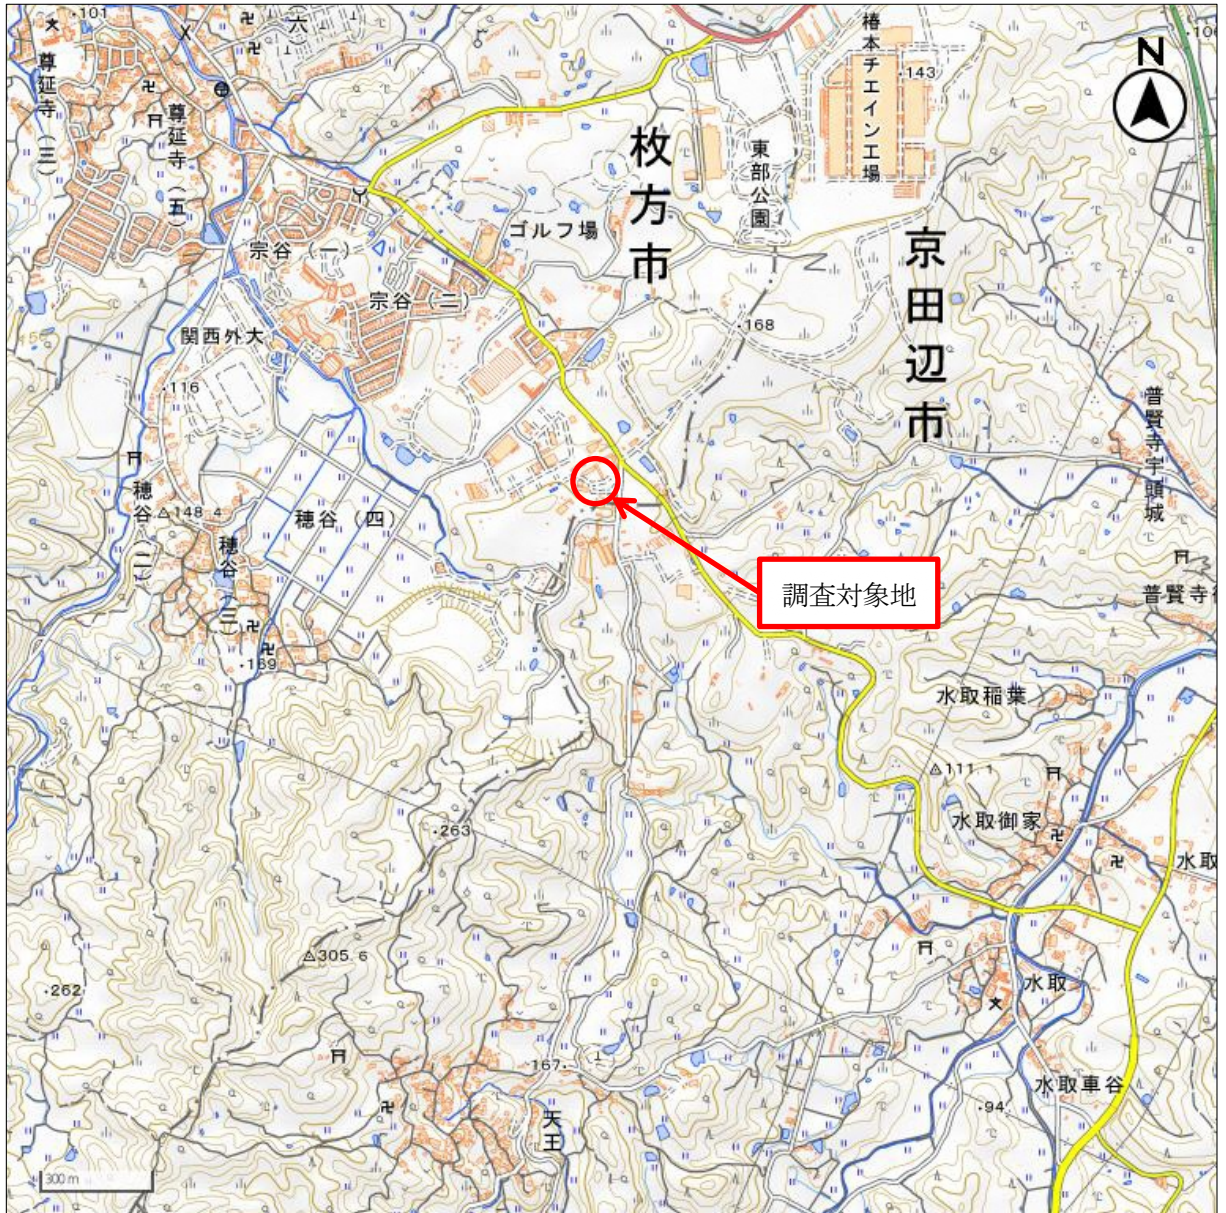 ・101
六
・106
尊延寺（三）
尊延寺（五）
椿本チエイン工場
・143
N
枚方市
東部公園
ゴルフ場
京田辺市
宗谷（一）
宗谷（二）
関西外大
・168
・116
普賢寺宇頭城
穂谷（二）
△148.4
穂谷（四）
穂谷（三）
調査対象地
普賢寺
・169
水取稲葉
△111.1
水取御家
・263
水取
△305.6
・262
水取
167・
水取車谷
天王
・94
300 m